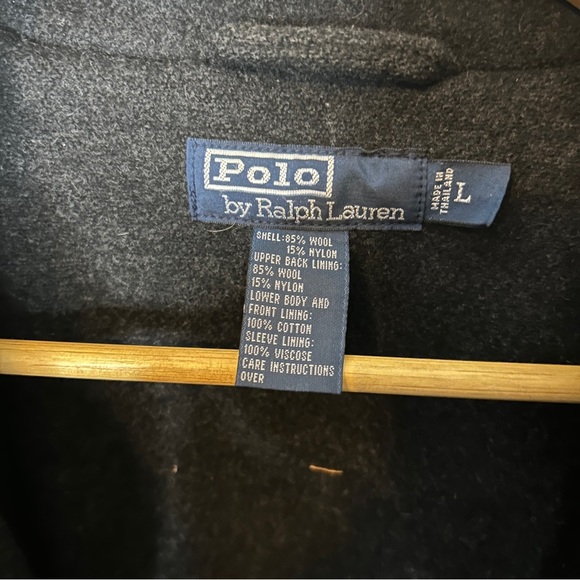 Polo
by Ralph Lauren
MADE IN
THAILAND
L
SHELL: 85% WOOL
15% NYLON
UPPER BACK LINING:
85% WOOL
15% NYLON
LOWER BODY AND
FRONT LINING:
100% COTTON
SLEEVE LINING:
100% VISCOSE
CARE INSTRUCTIONS
OVER